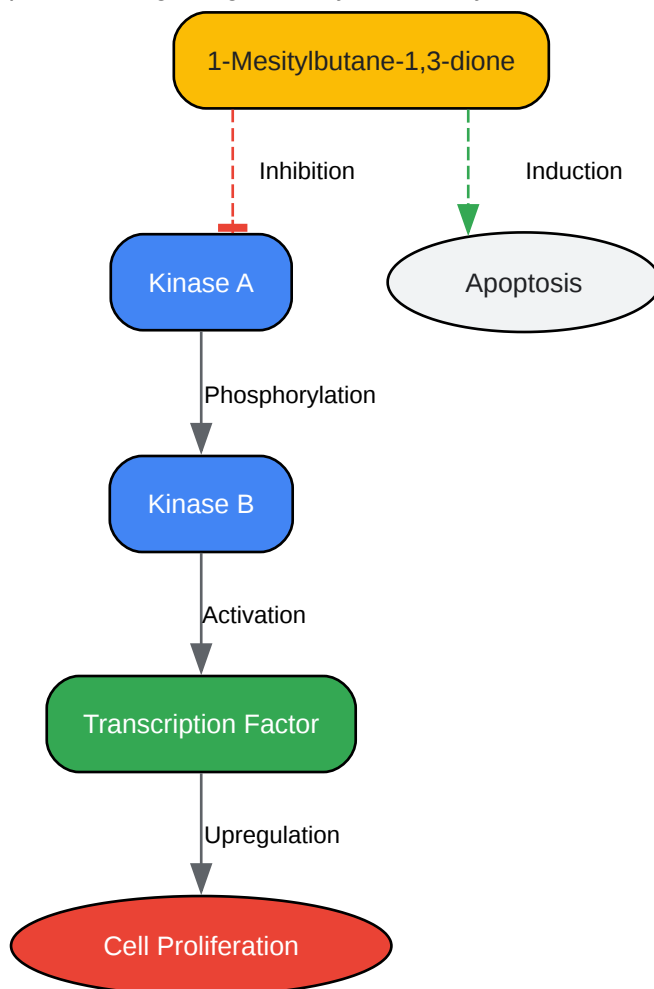 1-Mesitylbutane-1,3-dione
Inhibition
Induction
Kinase A
Apoptosis
Phosphorylation
Kinase B
Activation
Transcription Factor
Upregulation
Cell Proliferation